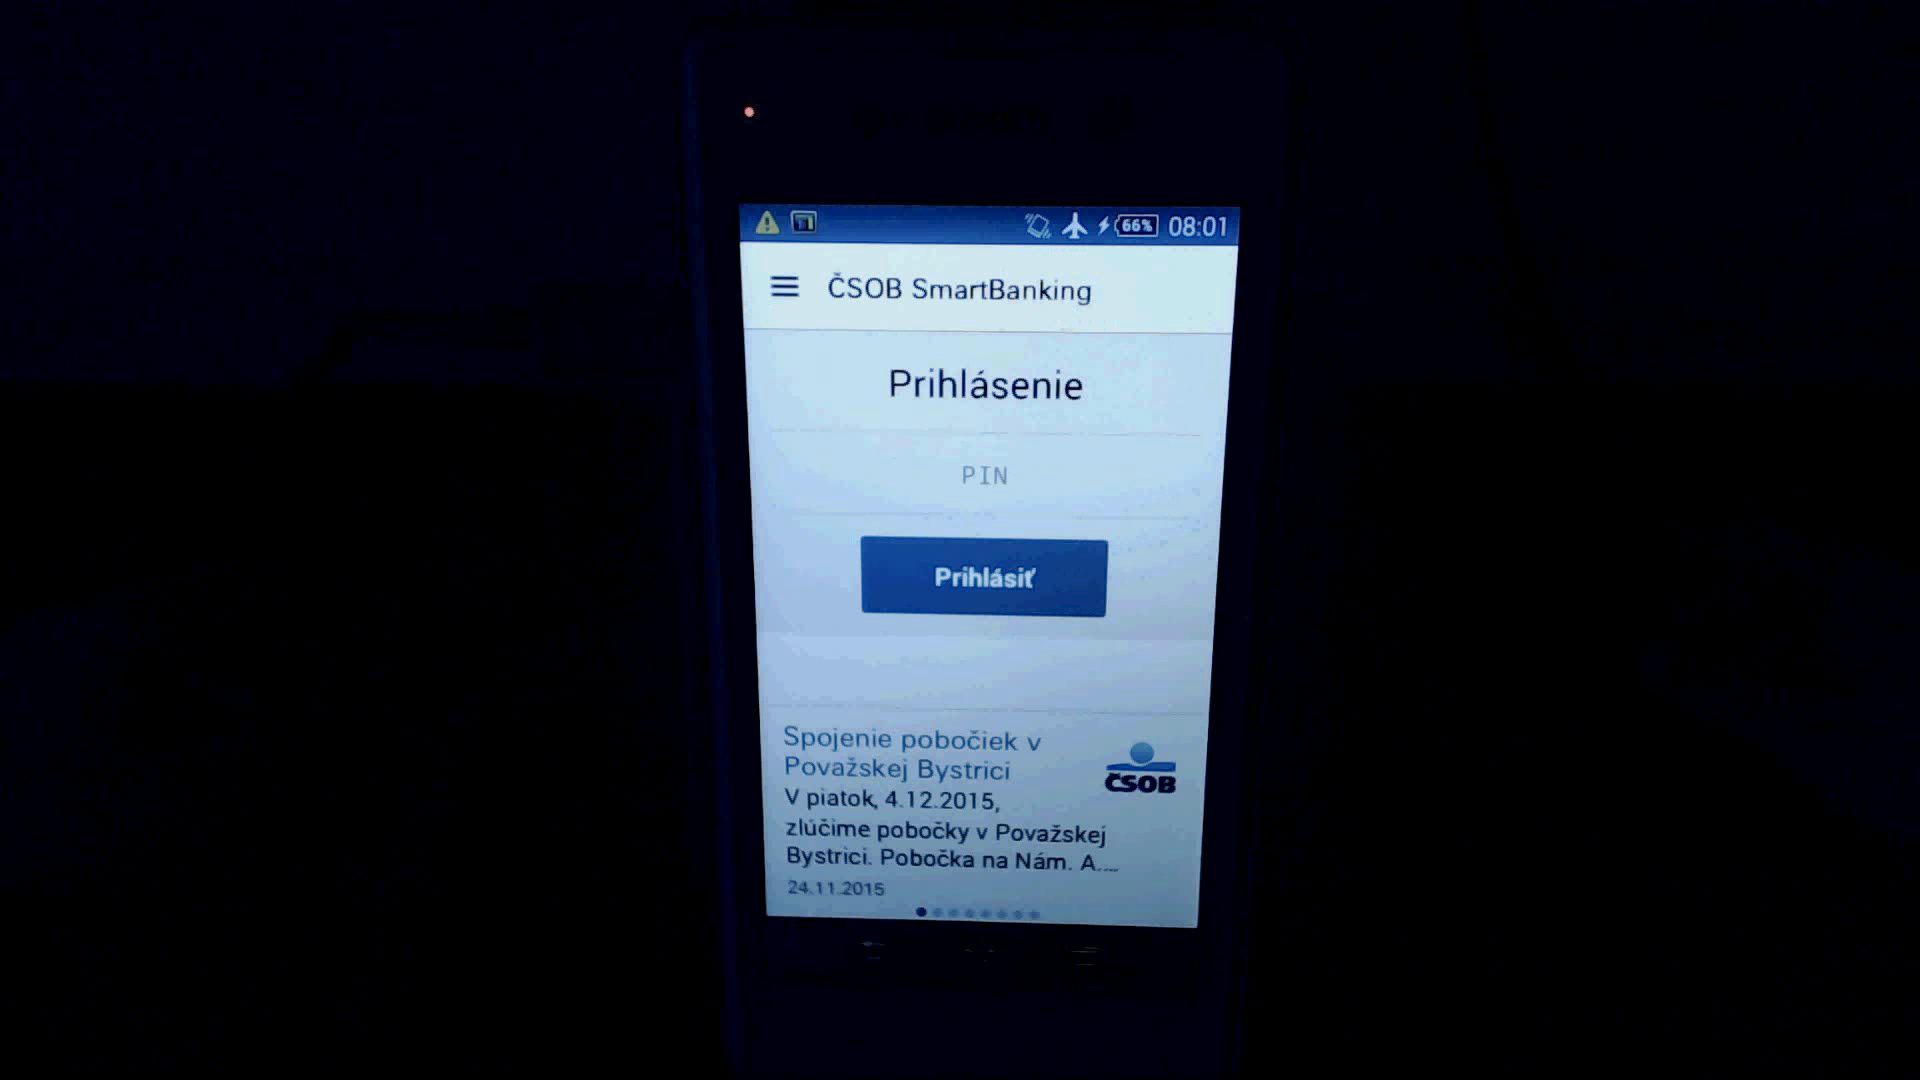 66% 08:01
ČSOB SmartBanking
Prihlásenie
PIN
Prihlásiť
Spojenie pobočiek v
Považskej Bystrici
ČSOB
V piatok, 4.12.2015,
zlúčime pobočky v Považskej
Bystrici. Pobočka na Nám. A....
24.11.2015